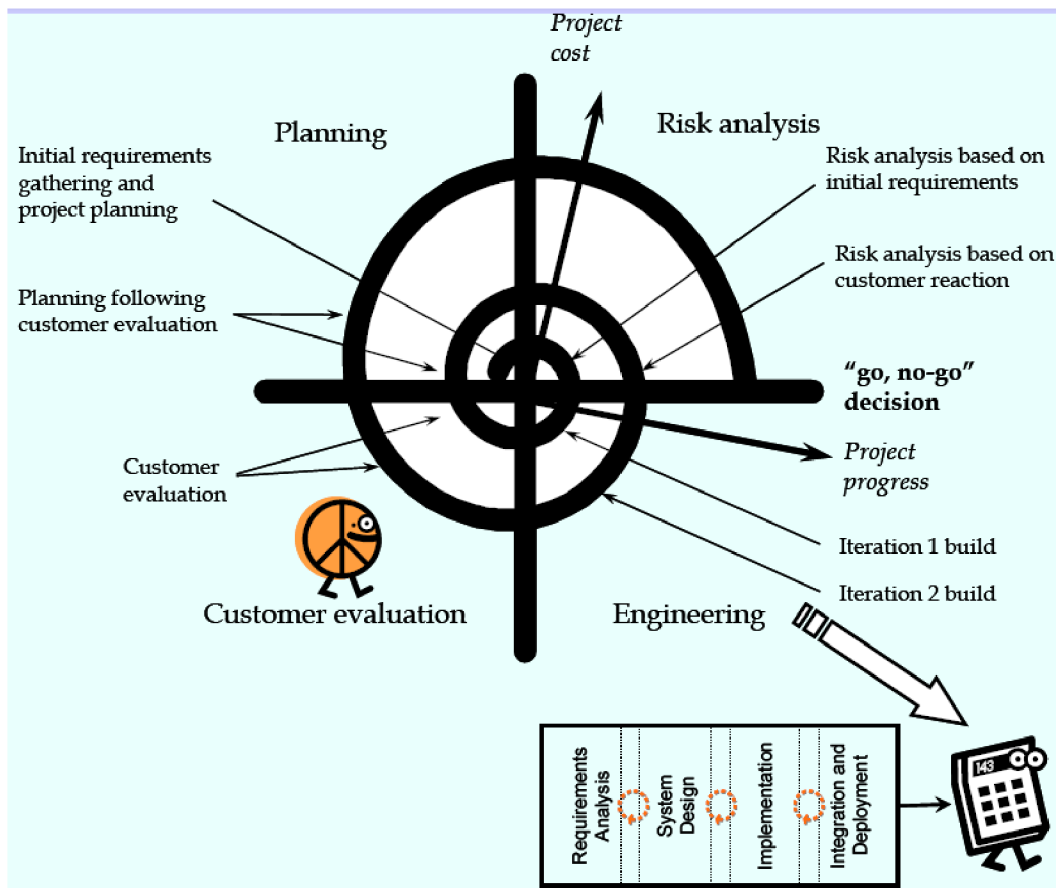 Project
cost
Planning
Risk analysis
Initial requirements
gathering and
project planning
Risk analysis based on
initial requirements
Risk analysis based on
customer reaction
Planning following
customer evaluation
“go, no-go”
decision
Project
progress
Customer
evaluation
Iteration 1 build
Iteration 2 build
Customer evaluation
Engineering
Requirements
Analysis
System
Design
Implementation
Integration and
Deployment
143